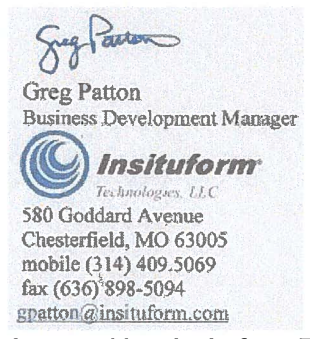 Greg Patton
Greg Patton
Business Development Manager
Insituform
Technologies, LLC
580 Goddard Avenue
Chesterfield, MO 63005
mobile (314) 409.5069
fax (636) 898-5094
gpatton@insituform.com